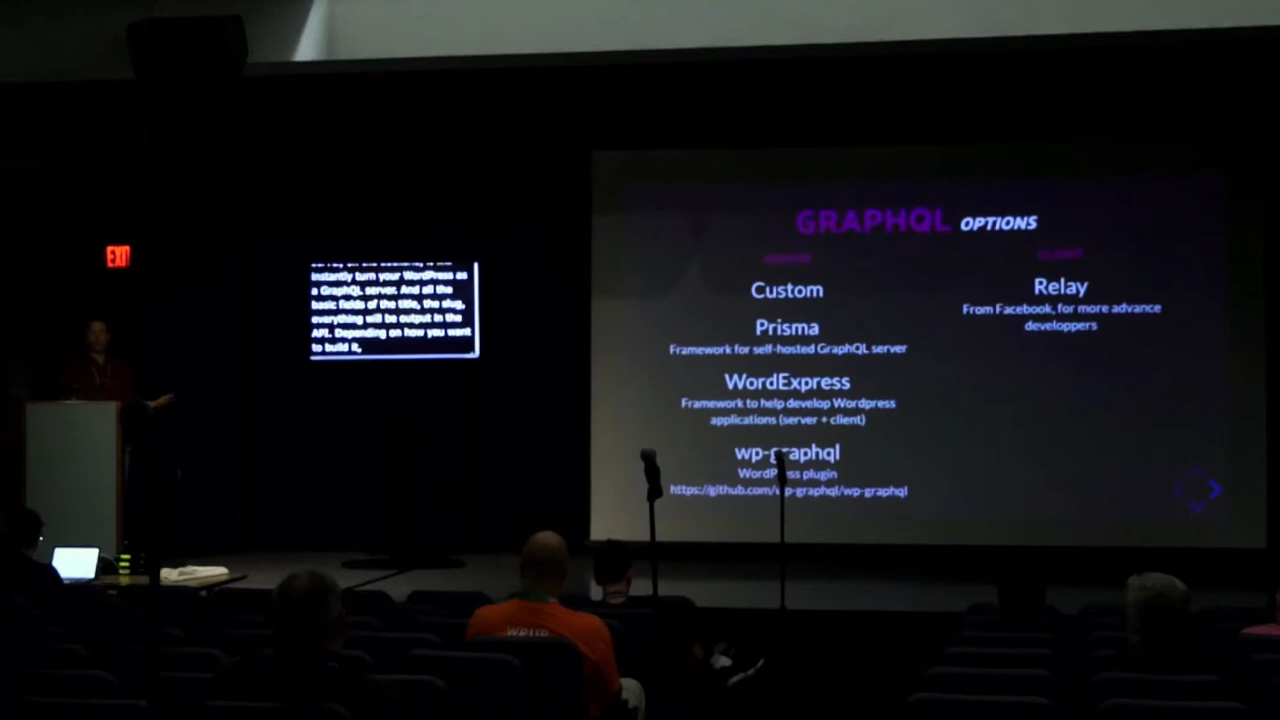 EXIT
instantly turn your WordPress as
a GraphQL server. And all the
basic fields of the title, the slug,
everything will be output in the
API. Depending on how you want
to build it,
GRAPHQL OPTIONS
Custom
Prisma
Framework for self-hosted GraphQL server
WordExpress
Framework to help develop Wordpress
applications (server + client)
wp-graphql
WordPress plugin
https://github.com/wp-graphql/wp-graphql
CLIENT
Relay
From Facebook, for more advance
developpers